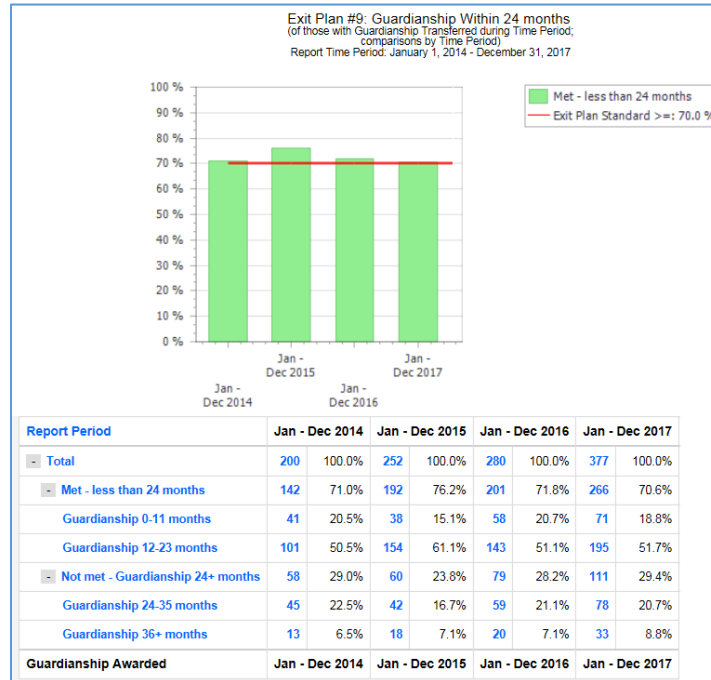 Exit Plan #9: Guardianship Within 24 months
(of those with Guardianship Transferred during Time Period;
comparisons by Time Period)
Report Time Period: January 1, 2014 - December 31, 2017
100 %
90 %
80 %
70 %
60 %
50 %
40 %
30 %
20 %
10 %
0 %
Jan -
Dec 2014
Jan -
Dec 2015
Jan -
Dec 2016
Jan -
Dec 2017
Met - less than 24 months
Exit Plan Standard >=: 70.0 %
Report Period Jan - Dec 2014 Jan - Dec 2015 Jan - Dec 2016 Jan - Dec 2017
- Total 200 100.0% 252 100.0% 280 100.0% 377 100.0%
- Met - less than 24 months 142 71.0% 192 76.2% 201 71.8% 266 70.6%
Guardianship 0-11 months 41 20.5% 38 15.1% 58 20.7% 71 18.8%
Guardianship 12-23 months 101 50.5% 154 61.1% 143 51.1% 195 51.7%
- Not met - Guardianship 24+ months 58 29.0% 60 23.8% 79 28.2% 111 29.4%
Guardianship 24-35 months 45 22.5% 42 16.7% 59 21.1% 78 20.7%
Guardianship 36+ months 13 6.5% 18 7.1% 20 7.1% 33 8.8%
Guardianship Awarded Jan - Dec 2014 Jan - Dec 2015 Jan - Dec 2016 Jan - Dec 2017